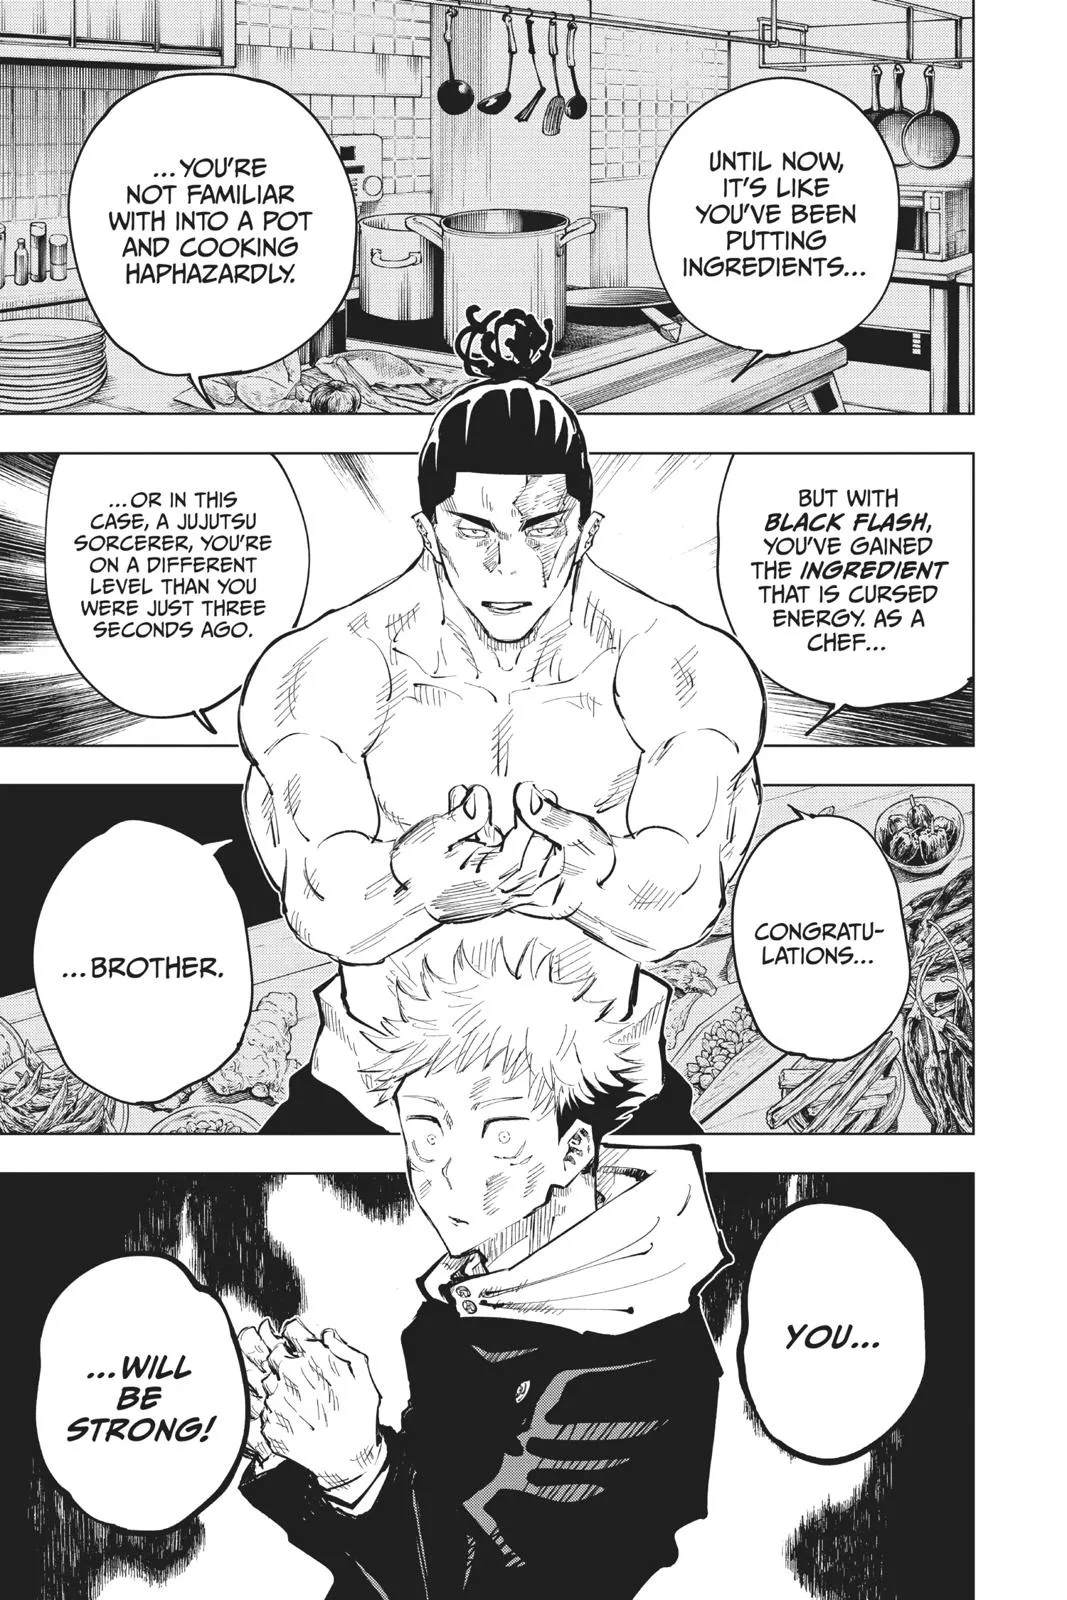 UNTIL NOW,
IT'S LIKE
YOU'VE BEEN
PUTTING
INGREDIENTS...
...YOU'RE
NOT FAMILIAR
WITH INTO A POT
AND COOKING
HAPHAZARDLY.
BUT WITH
BLACK FLASH,
YOU'VE GAINED
THE INGREDIENT
THAT IS CURSED
ENERGY. AS A
CHEF...
...OR IN THIS
CASE, A JUJUTSU
SORCERER, YOU'RE
ON A DIFFERENT
LEVEL THAN YOU
WERE JUST THREE
SECONDS AGO.
CONGRATU-
LATIONS...
...BROTHER.
YOU...
...WILL
BE
STRONG!